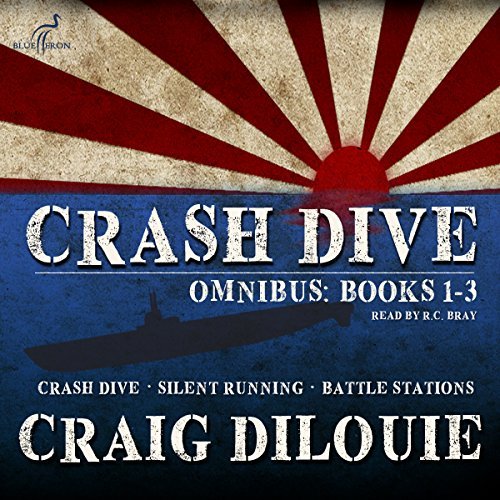 BLUE HERON
CRASH DIVE
OMNIBUS: BOOKS 1-3
READ BY R.C. BRAY
CRASH DIVE · SILENT RUNNING · BATTLE STATIONS
CRAIG DILOUIE